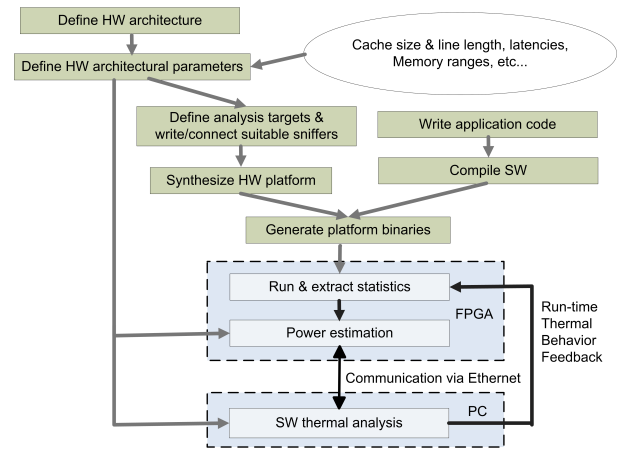 Define HW architecture
Define HW architectural parameters
Cache size & line length, latencies,
Memory ranges, etc...
Define analysis targets &
write/connect suitable sniffers
Write application code
Synthesize HW platform
Compile SW
Generate platform binaries
Run & extract statistics
FPGA
Power estimation
Run-time
Thermal
Behavior
Feedback
Communication via Ethernet
PC
SW thermal analysis